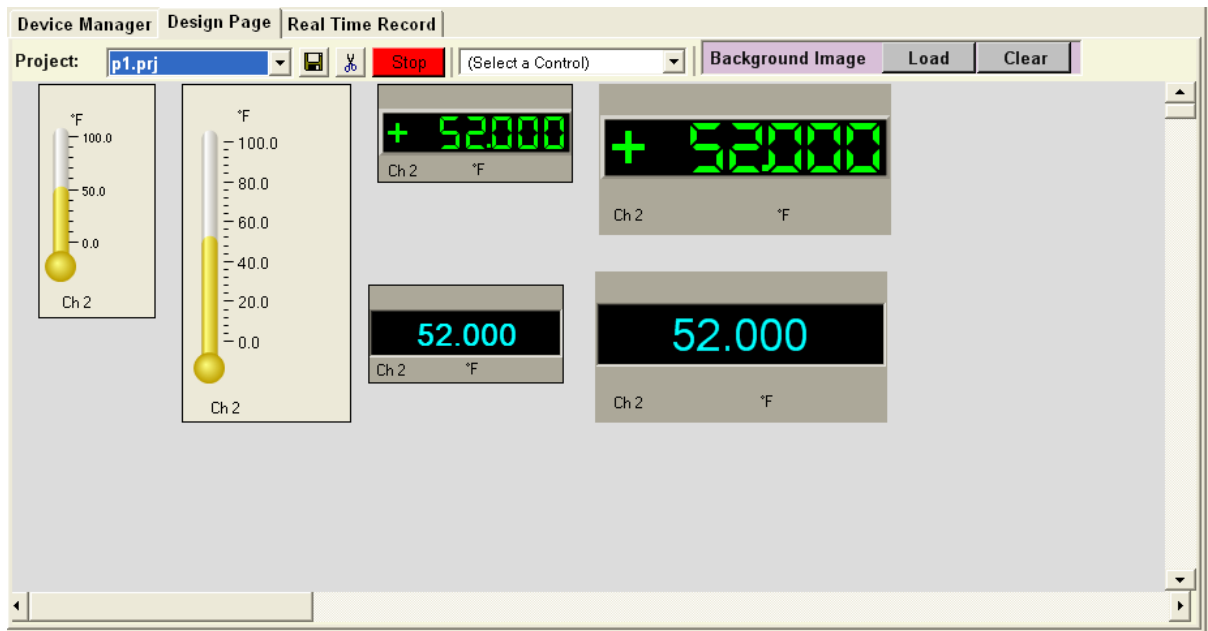 Device Manager Design Page Real Time Record
Project: p1.prj Stop (Select a Control) Background Image Load Clear
°F
100.0
50.0
0.0
Ch 2
°F
100.0
80.0
60.0
40.0
20.0
0.0
Ch 2
+ 52.000
Ch 2 °F
+ 52.000
Ch 2 °F
52.000
Ch 2 °F
52.000
Ch 2 °F